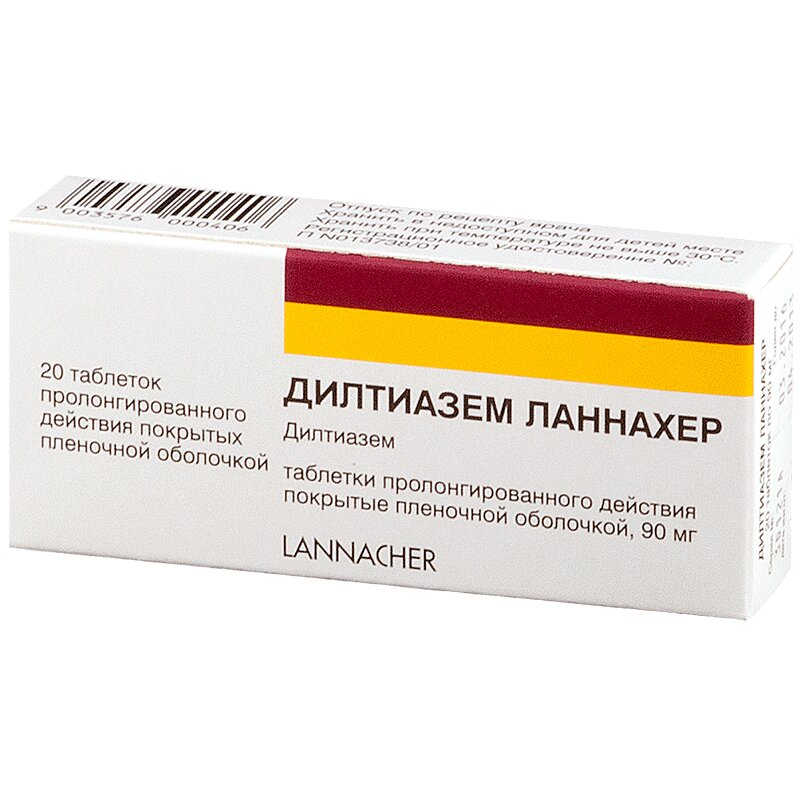 9 003576 000406
Отпуск по рецепту врача
Хранить в недоступном для детей месте
Хранить при температуре не выше 30°С.
Регистрационное удостоверение №:
П N013738/01
20 таблеток
пролонгированного
действия покрытых
пленочной оболочкой
ДИЛТИАЗЕМ ЛАННАХЕР
Дилтиазем
таблетки пролонгированного действия
покрытые пленочной оболочкой, 90 мг
LANNACHER
ДИЛТИАЗЕМ ЛАННАХЕР